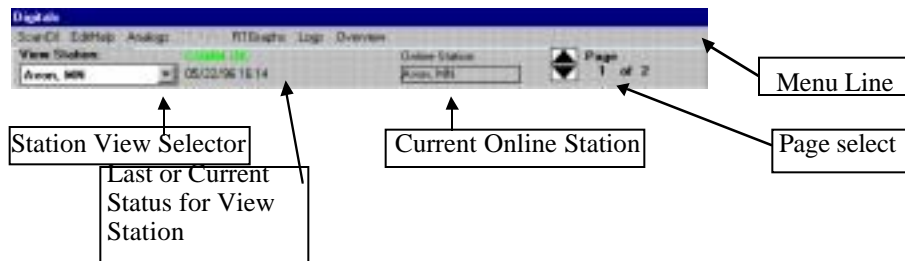 Digitals
ScanCtl EditHelp Analogs RTGraphs Logs Overview
View Station: Online Station Page
Avon, MN 05/22/96 16:14 Avon, MN 1 of 2
Menu Line
Station View Selector
Current Online Station
Page select
Last or Current
Status for View
Station